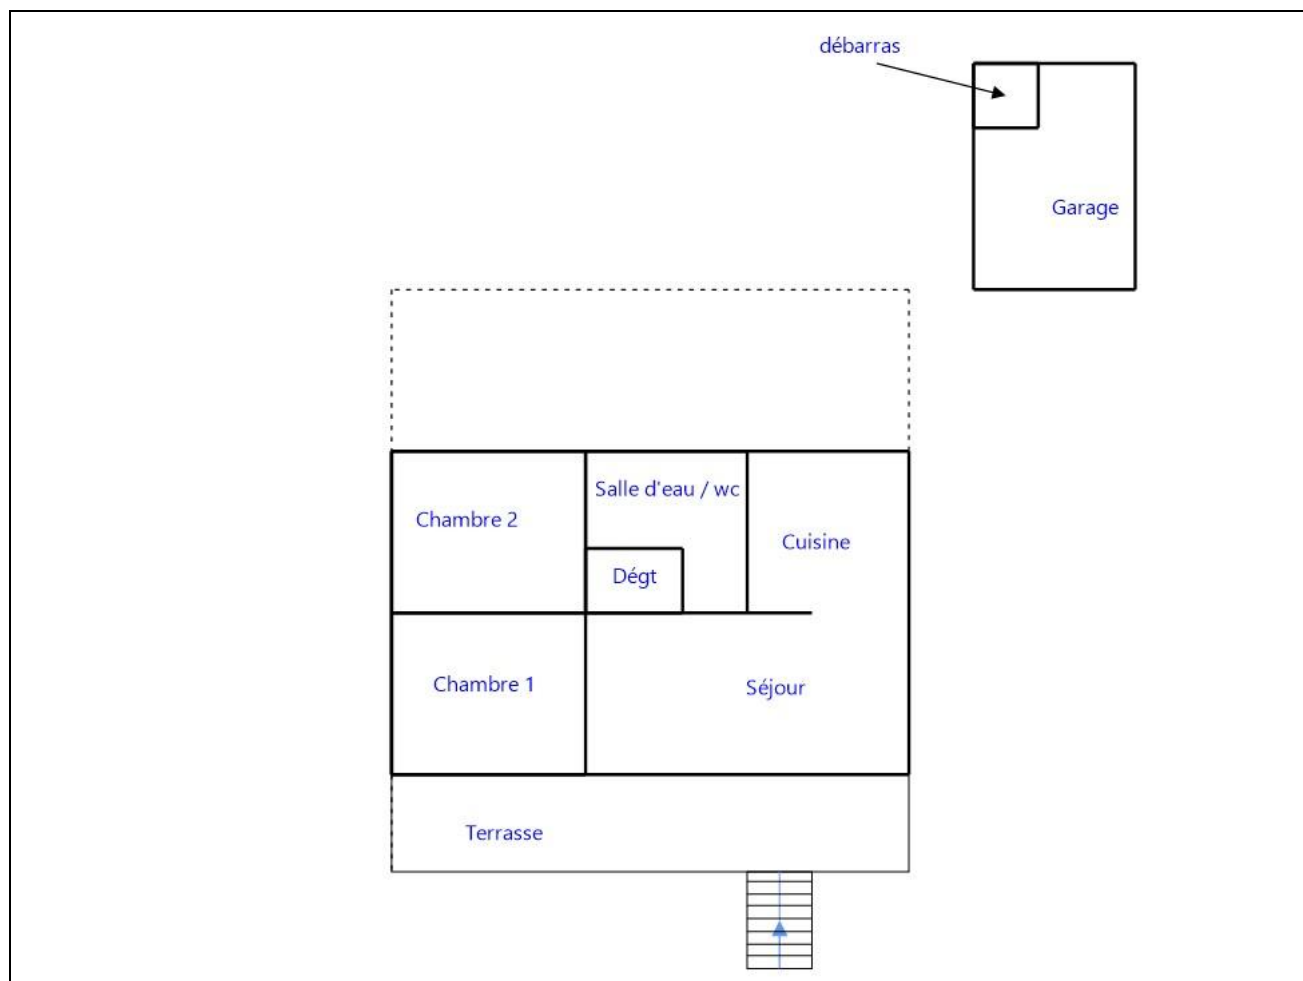 débarras
Garage
Salle d'eau / wc
Chambre 2
Cuisine
Dégt
Chambre 1
Séjour
Terrasse